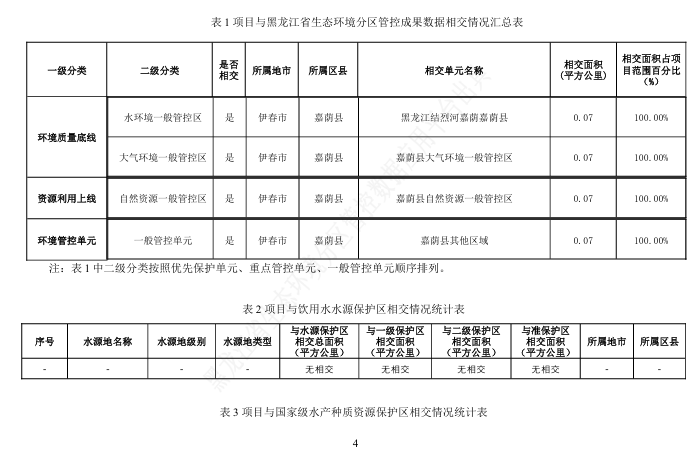 表 1 项目与黑龙江省生态环境分区管控成果数据相交情况汇总表
一级分类 二级分类 是否相交 所属地市 所属区县 相交单元名称 相交面积(平方公里) 相交面积占项目范围百分比（%）
环境质量底线 水环境一般管控区 是 伊春市 嘉荫县 黑龙江结烈河嘉荫嘉荫县 0.07 100.00%
大气环境一般管控区 是 伊春市 嘉荫县 嘉荫县大气环境一般管控区 0.07 100.00%
资源利用上线 自然资源一般管控区 是 伊春市 嘉荫县 嘉荫县自然资源一般管控区 0.07 100.00%
环境管控单元 一般管控单元 是 伊春市 嘉荫县 嘉荫县其他区域 0.07 100.00%
注：表 1 中二级分类按照优先保护单元、重点管控单元、一般管控单元顺序排列。
表 2 项目与饮用水水源保护区相交情况统计表
序号 水源地名称 水源地级别 水源地类型 与水源保护区相交总面积（平方公里） 与一级保护区相交面积（平方公里） 与二级保护区相交面积（平方公里） 与准保护区相交面积（平方公里） 所属地市 所属区县
- - - - 无相交 无相交 无相交 无相交 - -
表 3 项目与国家级水产种质资源保护区相交情况统计表
4